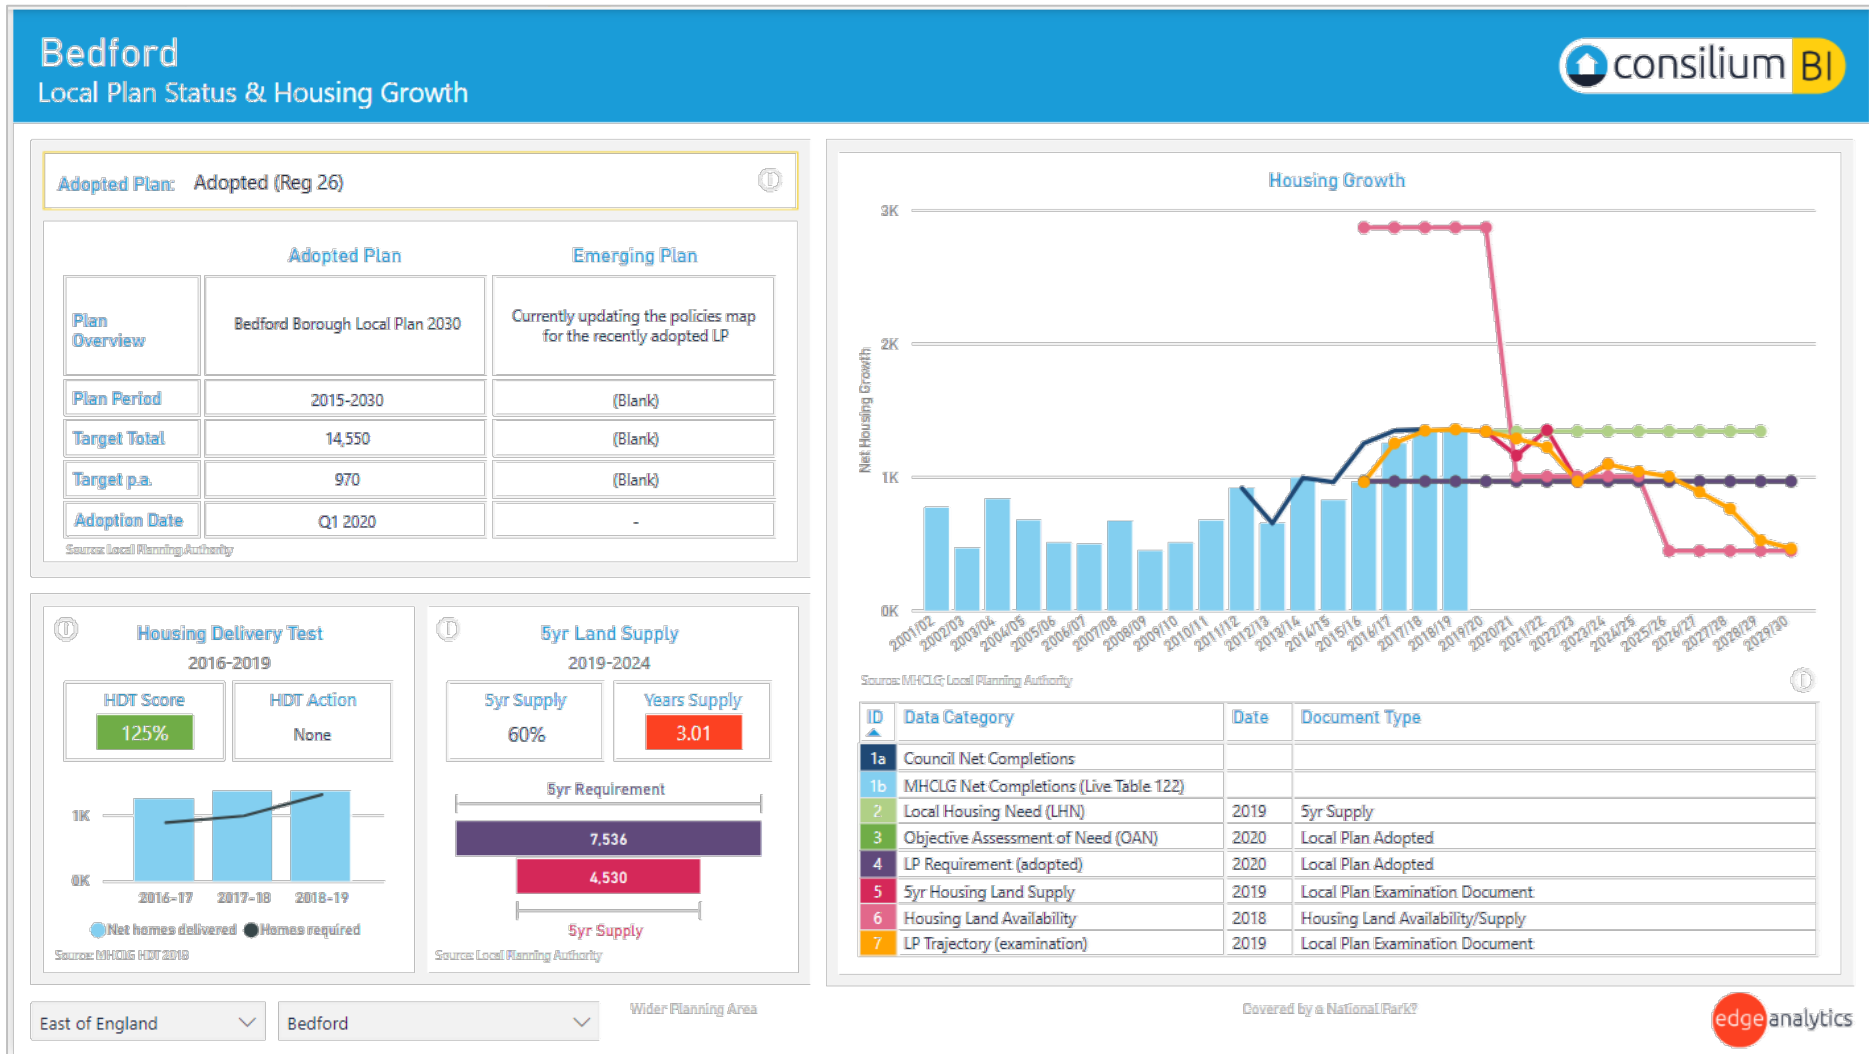 Bedford
Local Plan Status & Housing Growth
consilium BI
Adopted Plan: Adopted (Reg 26)
Adopted Plan Emerging Plan
Plan Overview Bedford Borough Local Plan 2030 Currently updating the policies map for the recently adopted LP
Plan Period 2015-2030 (Blank)
Target Total 14,550 (Blank)
Target p.a. 970 (Blank)
Adoption Date Q1 2020 -
Source: Local Planning Authority
Housing Delivery Test
2016-2019
HDT Score HDT Action
125% None
1K
0K
2016-17 2017-18 2018-19
Net homes delivered Homes required
Source: MHCLG HDT 2018
5yr Land Supply
2019-2024
5yr Supply Years Supply
60% 3.01
5yr Requirement
7,536
4,530
5yr Supply
Source: Local Planning Authority
Housing Growth
Net Housing Growth
3K
2K
1K
0K
2001/02 2002/03 2003/04 2004/05 2005/06 2006/07 2007/08 2008/09 2009/10 2010/11 2011/12 2012/13 2013/14 2014/15 2015/16 2016/17 2017/18 2018/19 2019/20 2020/21 2021/22 2022/23 2023/24 2024/25 2025/26 2026/27 2027/28 2028/29 2029/30
Source: MHCLG; Local Planning Authority
ID Data Category Date Document Type
1a Council Net Completions
1b MHCLG Net Completions (Live Table 122)
2 Local Housing Need (LHN) 2019 5yr Supply
3 Objective Assessment of Need (OAN) 2020 Local Plan Adopted
4 LP Requirement (adopted) 2020 Local Plan Adopted
5 5yr Housing Land Supply 2019 Local Plan Examination Document
6 Housing Land Availability 2018 Housing Land Availability/Supply
7 LP Trajectory (examination) 2019 Local Plan Examination Document
East of England
Bedford
Wider Planning Area
Covered by a National Park?
edge analytics